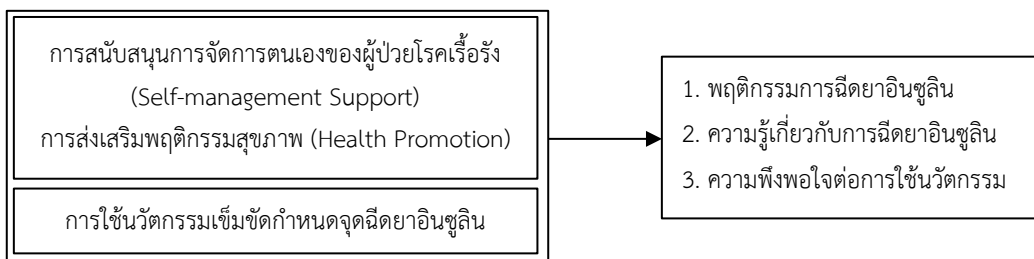 การสนับสนุนการจัดการตนเองของผู้ป่วยโรคเรื้อรัง
(Self-management Support)
การส่งเสริมพฤติกรรมสุขภาพ (Health Promotion)
การใช้นวัตกรรมเข็มขัดกำหนดจุดฉีดยาอินซูลิน
1. พฤติกรรมการฉีดยาอินซูลิน
2. ความรู้เกี่ยวกับการฉีดยาอินซูลิน
3. ความพึงพอใจต่อการใช้นวัตกรรม